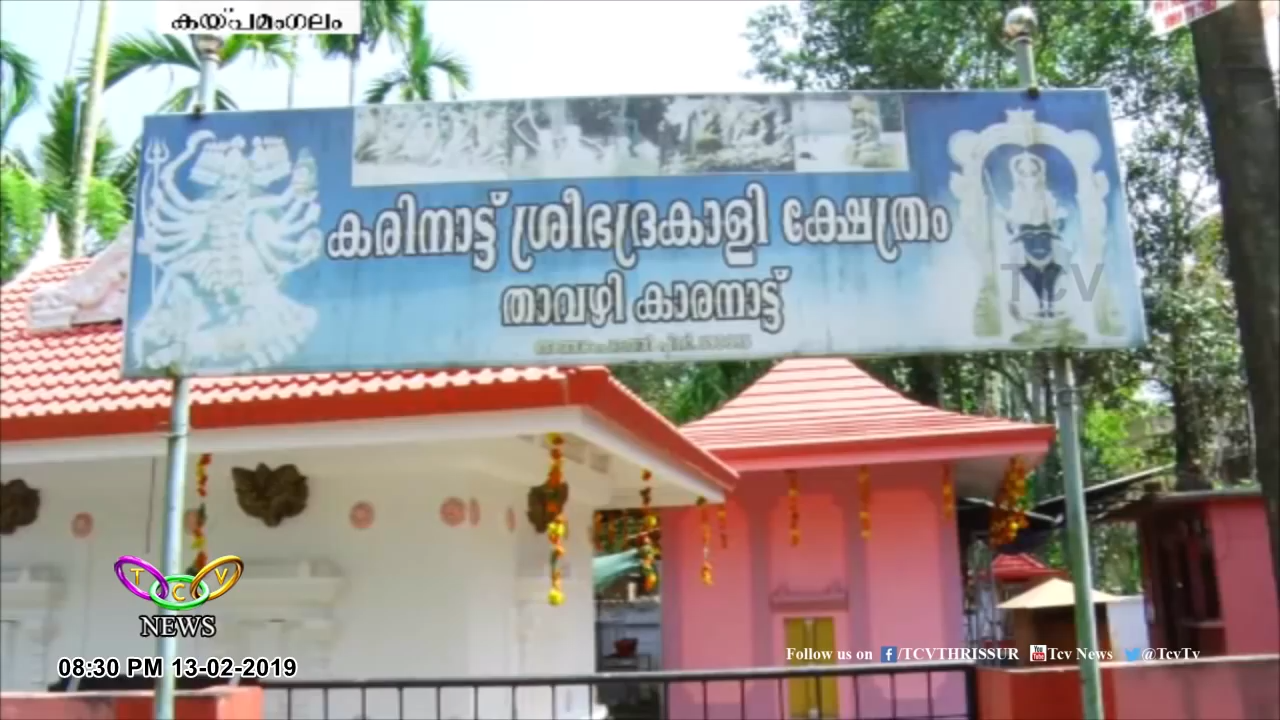 കയ്പമംഗലം
കരിനാട്ട് ശ്രീഭദ്രകാളി ക്ഷേത്രം
താവഴി കാരനാട്ട്
TCV
TCV
NEWS
08:30 PM 13-02-2019
Follow us on /TCVTHRISSUR Tcv News @TcvTv